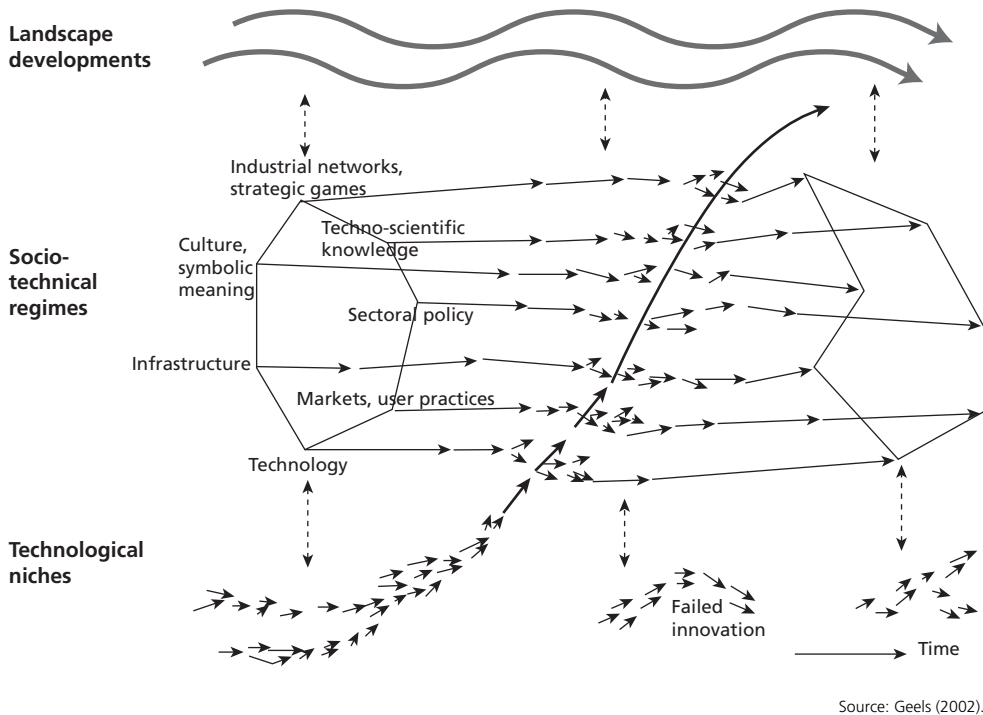 Landscape
developments
Industrial networks,
strategic games
Techno-scientific
knowledge
Culture,
symbolic
meaning
Socio-
technical
regimes
Sectoral policy
Infrastructure
Markets, user practices
Technology
Technological
niches
Failed
innovation
Time
Source: Geels (2002).